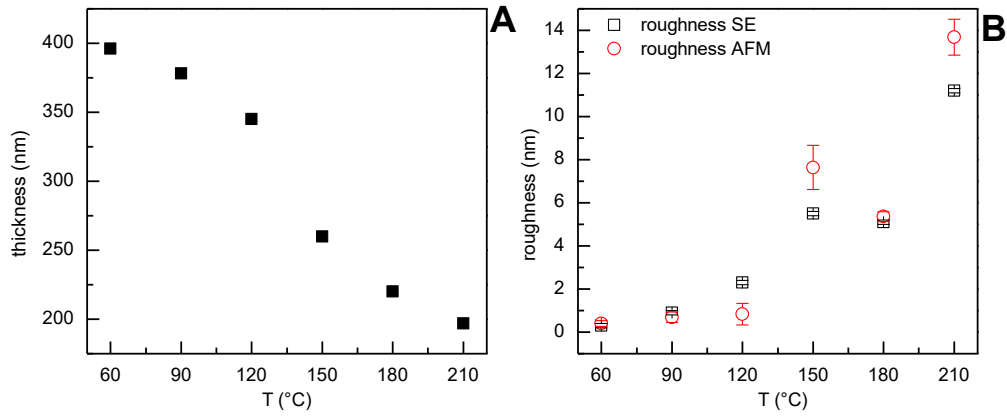 A
400
350
300
250
200
thickness (nm)
60 90 120 150 180 210
T (°C)
B
roughness SE
roughness AFM
14
12
10
8
6
4
2
0
roughness (nm)
60 90 120 150 180 210
T (°C)